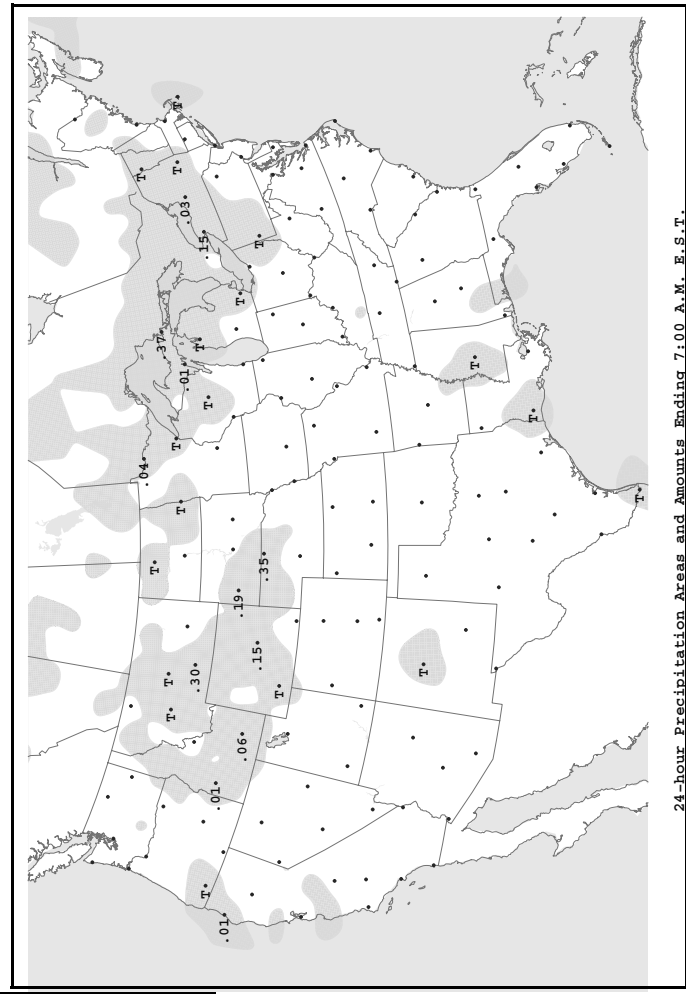 T
.04
T
.37
T
T
T
T
T
T
.01
.03
.30
T
.15
T
T
.01
.01
.19
T
.06
.15
T
.35
T
T
T
T
T
24-hour Precipitation Areas and Amounts Ending 7:00 A.M. E.S.T.